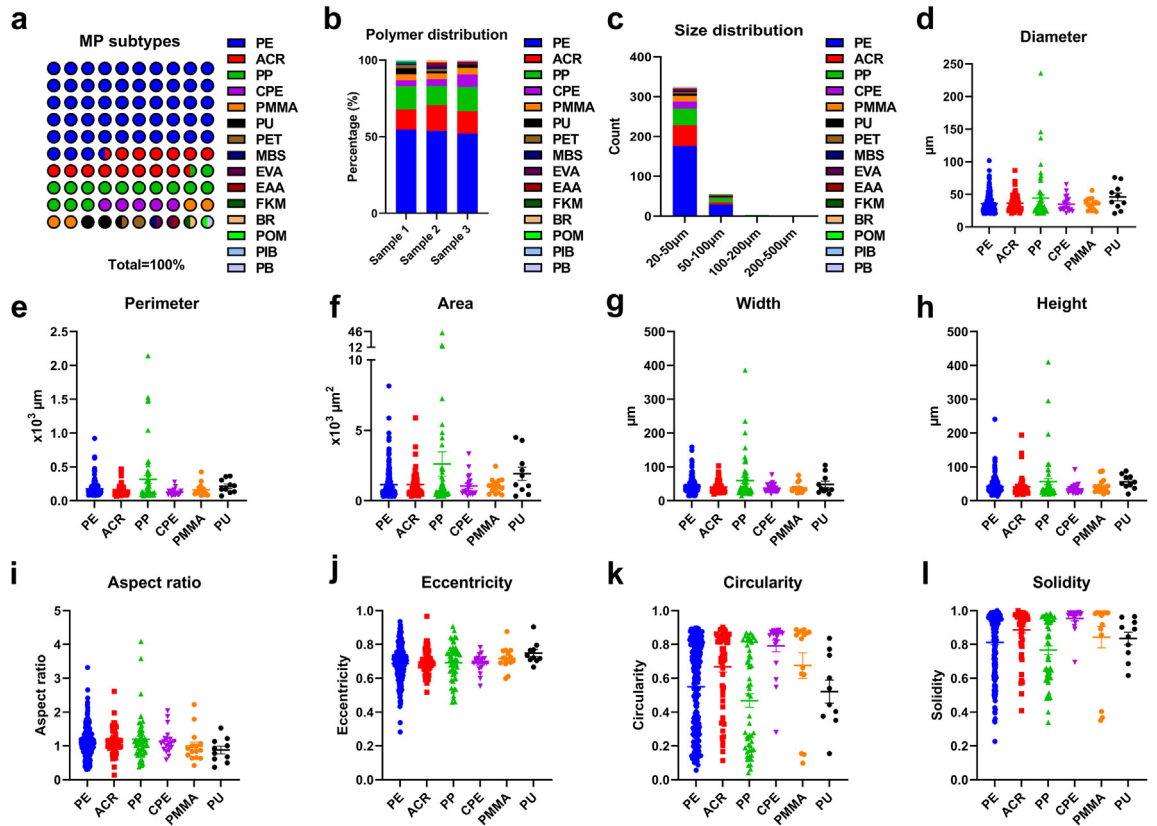 a
MP subtypes
PE
ACR
PP
CPE
PMMA
PU
PET
MBS
EVA
EAA
FKM
BR
POM
PIB
PB
Total=100%
b
Polymer distribution
Percentage (%)
100
50
0
Sample 1
Sample 2
Sample 3
PE
ACR
PP
CPE
PMMA
PU
PET
MBS
EVA
EAA
FKM
BR
POM
PIB
PB
c
Size distribution
Count
400
300
200
100
0
20-50μm
50-100μm
100-200μm
200-500μm
PE
ACR
PP
CPE
PMMA
PU
PET
MBS
EVA
EAA
FKM
BR
POM
PIB
PB
d
Diameter
μm
250
200
150
100
50
0
PE
ACR
PP
CPE
PMMA
PU
e
Perimeter
x10³ μm
2.5
2.0
1.5
1.0
0.5
0.0
PE
ACR
PP
CPE
PMMA
PU
f
Area
x10³ μm²
46
12
10
5
0
PE
ACR
PP
CPE
PMMA
PU
g
Width
μm
500
400
300
200
100
0
PE
ACR
PP
CPE
PMMA
PU
h
Height
μm
500
400
300
200
100
0
PE
ACR
PP
CPE
PMMA
PU
i
Aspect ratio
Aspect ratio
5
4
3
2
1
0
PE
ACR
PP
CPE
PMMA
PU
j
Eccentricity
Eccentricity
1.0
0.8
0.6
0.4
0.2
0.0
PE
ACR
PP
CPE
PMMA
PU
k
Circularity
Circularity
1.0
0.8
0.6
0.4
0.2
0.0
PE
ACR
PP
CPE
PMMA
PU
l
Solidity
Solidity
1.0
0.8
0.6
0.4
0.2
0.0
PE
ACR
PP
CPE
PMMA
PU